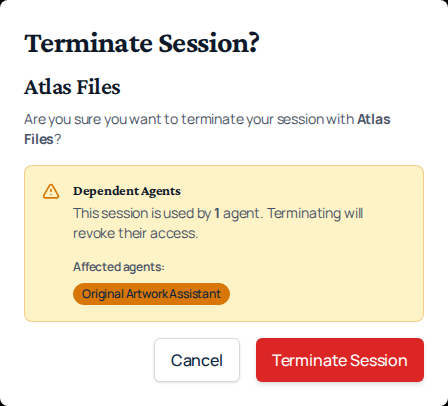 Terminate Session?
Atlas Files
Are you sure you want to terminate your session with Atlas
Files?
Dependent Agents
This session is used by 1 agent. Terminating will
revoke their access.
Affected agents:
Original Artwork Assistant
Cancel
Terminate Session